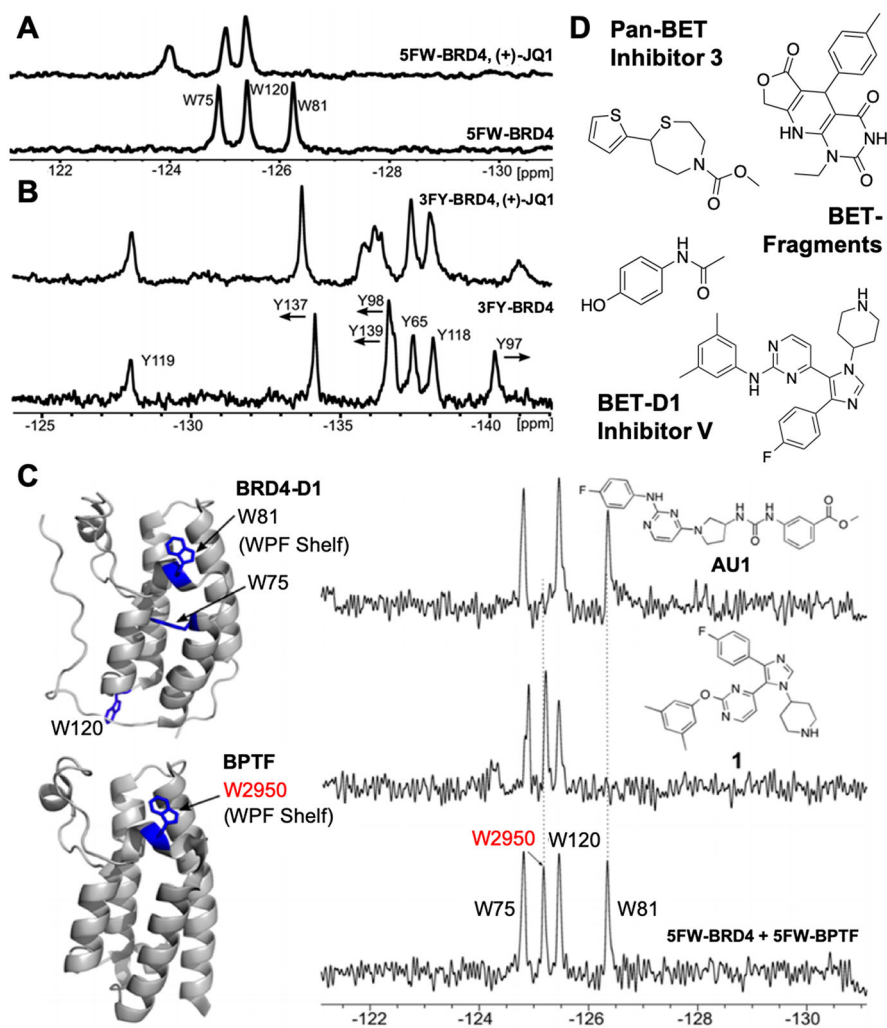 A
5FW-BRD4, (+)-JQ1
W75
W120
W81
5FW-BRD4
-122 -124 -126 -128 -130 [ppm]
B
3FY-BRD4, (+)-JQ1
Y119
Y137
Y98
Y139
Y65
Y118
Y97
3FY-BRD4
-125 -130 -135 -140 [ppm]
D
Pan-BET
Inhibitor 3
S
S
N
O
O
O
O
O
N
H
N
NH
O
BET-
Fragments
H
N
O
HO
BET-D1
Inhibitor V
H
N
N
N
N
H
N
N
F
C
BRD4-D1
W81
(WPF Shelf)
W75
W120
BPTF
W2950
(WPF Shelf)
F
H
N
N
N
N
H
N
H
N
O
O
O
AU1
F
N
N
O
N
N
NH
1
W2950
W120
W75
W81
5FW-BRD4 + 5FW-BPTF
-122 -124 -126 -128 -130